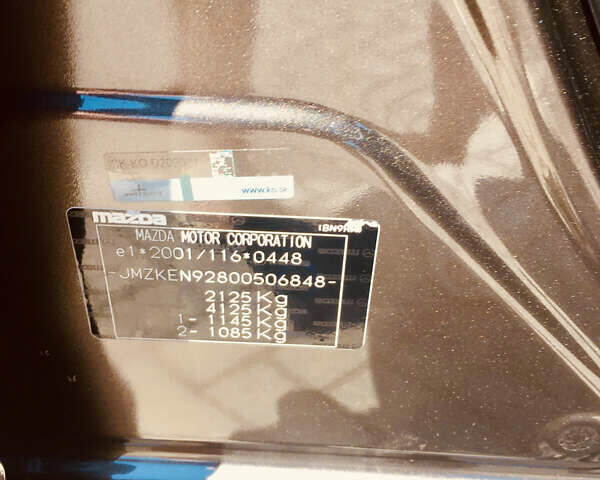 www.ko.sk
mazda
MAZDA MOTOR CORPORATION
e1*2001/116*0448
-JMZKEN92800506848-
2125Kg
4125Kg
1- 1145Kg
2- 1085Kg